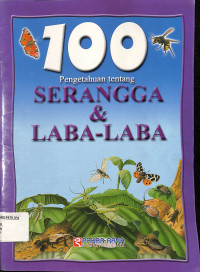 100
Pengetahuan tentang
SERANGGA
&
LABA-LABA